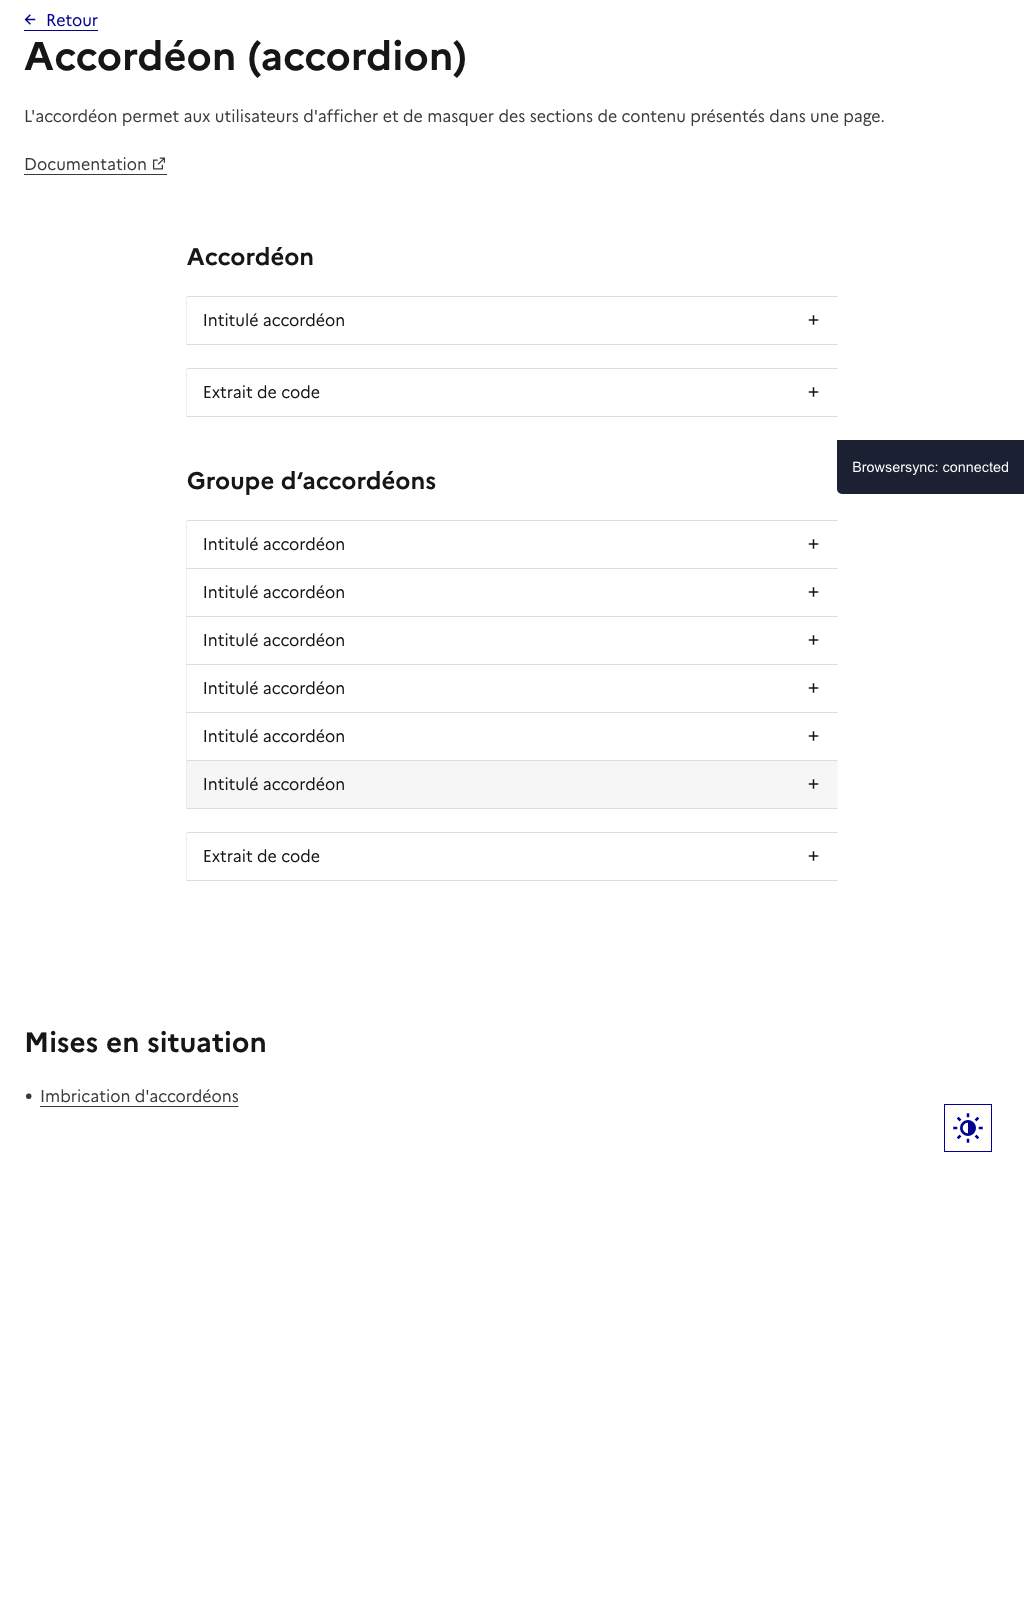 Retour
Accordéon (accordion)
L'accordéon permet aux utilisateurs d'afficher et de masquer des sections de contenu présentés dans une page.
Documentation
Accordéon
Intitulé accordéon
Extrait de code
Browsersync: connected
Groupe d‘accordéons
Intitulé accordéon
Intitulé accordéon
Intitulé accordéon
Intitulé accordéon
Intitulé accordéon
Intitulé accordéon
Extrait de code
Mises en situation
• Imbrication d'accordéons